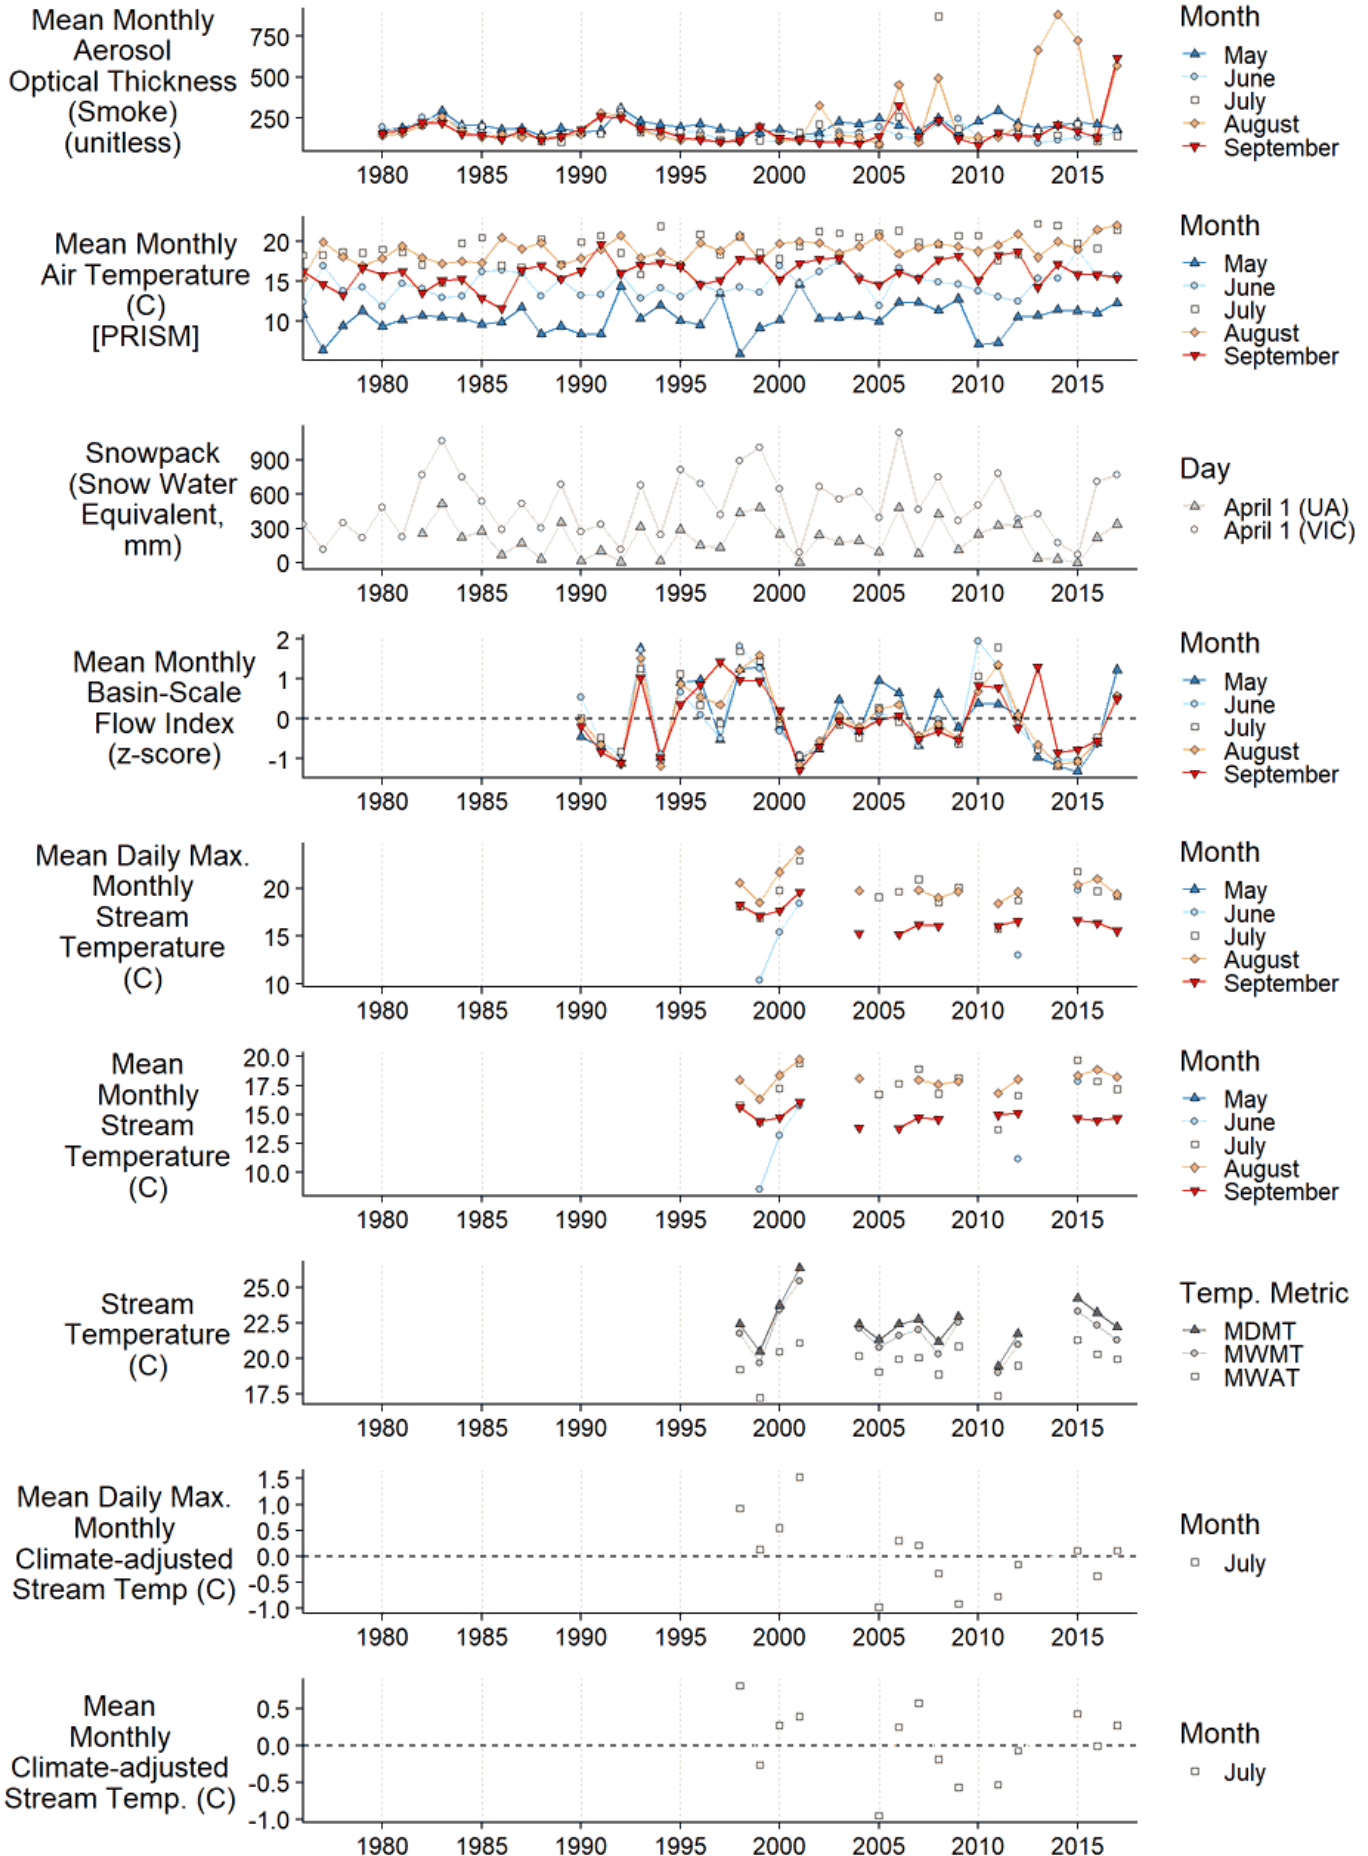 Mean Monthly
Aerosol
Optical Thickness
(Smoke)
(unitless)
750
500
250
1980 1985 1990 1995 2000 2005 2010 2015
Month
May
June
July
August
September
Mean Monthly
Air Temperature
(C)
[PRISM]
20
15
10
1980 1985 1990 1995 2000 2005 2010 2015
Month
May
June
July
August
September
Snowpack
(Snow Water
Equivalent,
mm)
900
600
300
0
1980 1985 1990 1995 2000 2005 2010 2015
Day
April 1 (UA)
April 1 (VIC)
Mean Monthly
Basin-Scale
Flow Index
(z-score)
2
1
0
-1
1980 1985 1990 1995 2000 2005 2010 2015
Month
May
June
July
August
September
Mean Daily Max.
Monthly
Stream
Temperature
(C)
20
15
10
1980 1985 1990 1995 2000 2005 2010 2015
Month
May
June
July
August
September
Mean
Monthly
Stream
Temperature
(C)
20.0
17.5
15.0
12.5
10.0
1980 1985 1990 1995 2000 2005 2010 2015
Month
May
June
July
August
September
Stream
Temperature
(C)
25.0
22.5
20.0
17.5
1980 1985 1990 1995 2000 2005 2010 2015
Temp. Metric
MDMT
MWMT
MWAT
Mean Daily Max.
Monthly
Climate-adjusted
Stream Temp (C)
1.5
1.0
0.5
0.0
-0.5
-1.0
1980 1985 1990 1995 2000 2005 2010 2015
Month
July
Mean
Monthly
Climate-adjusted
Stream Temp. (C)
0.5
0.0
-0.5
-1.0
1980 1985 1990 1995 2000 2005 2010 2015
Month
July